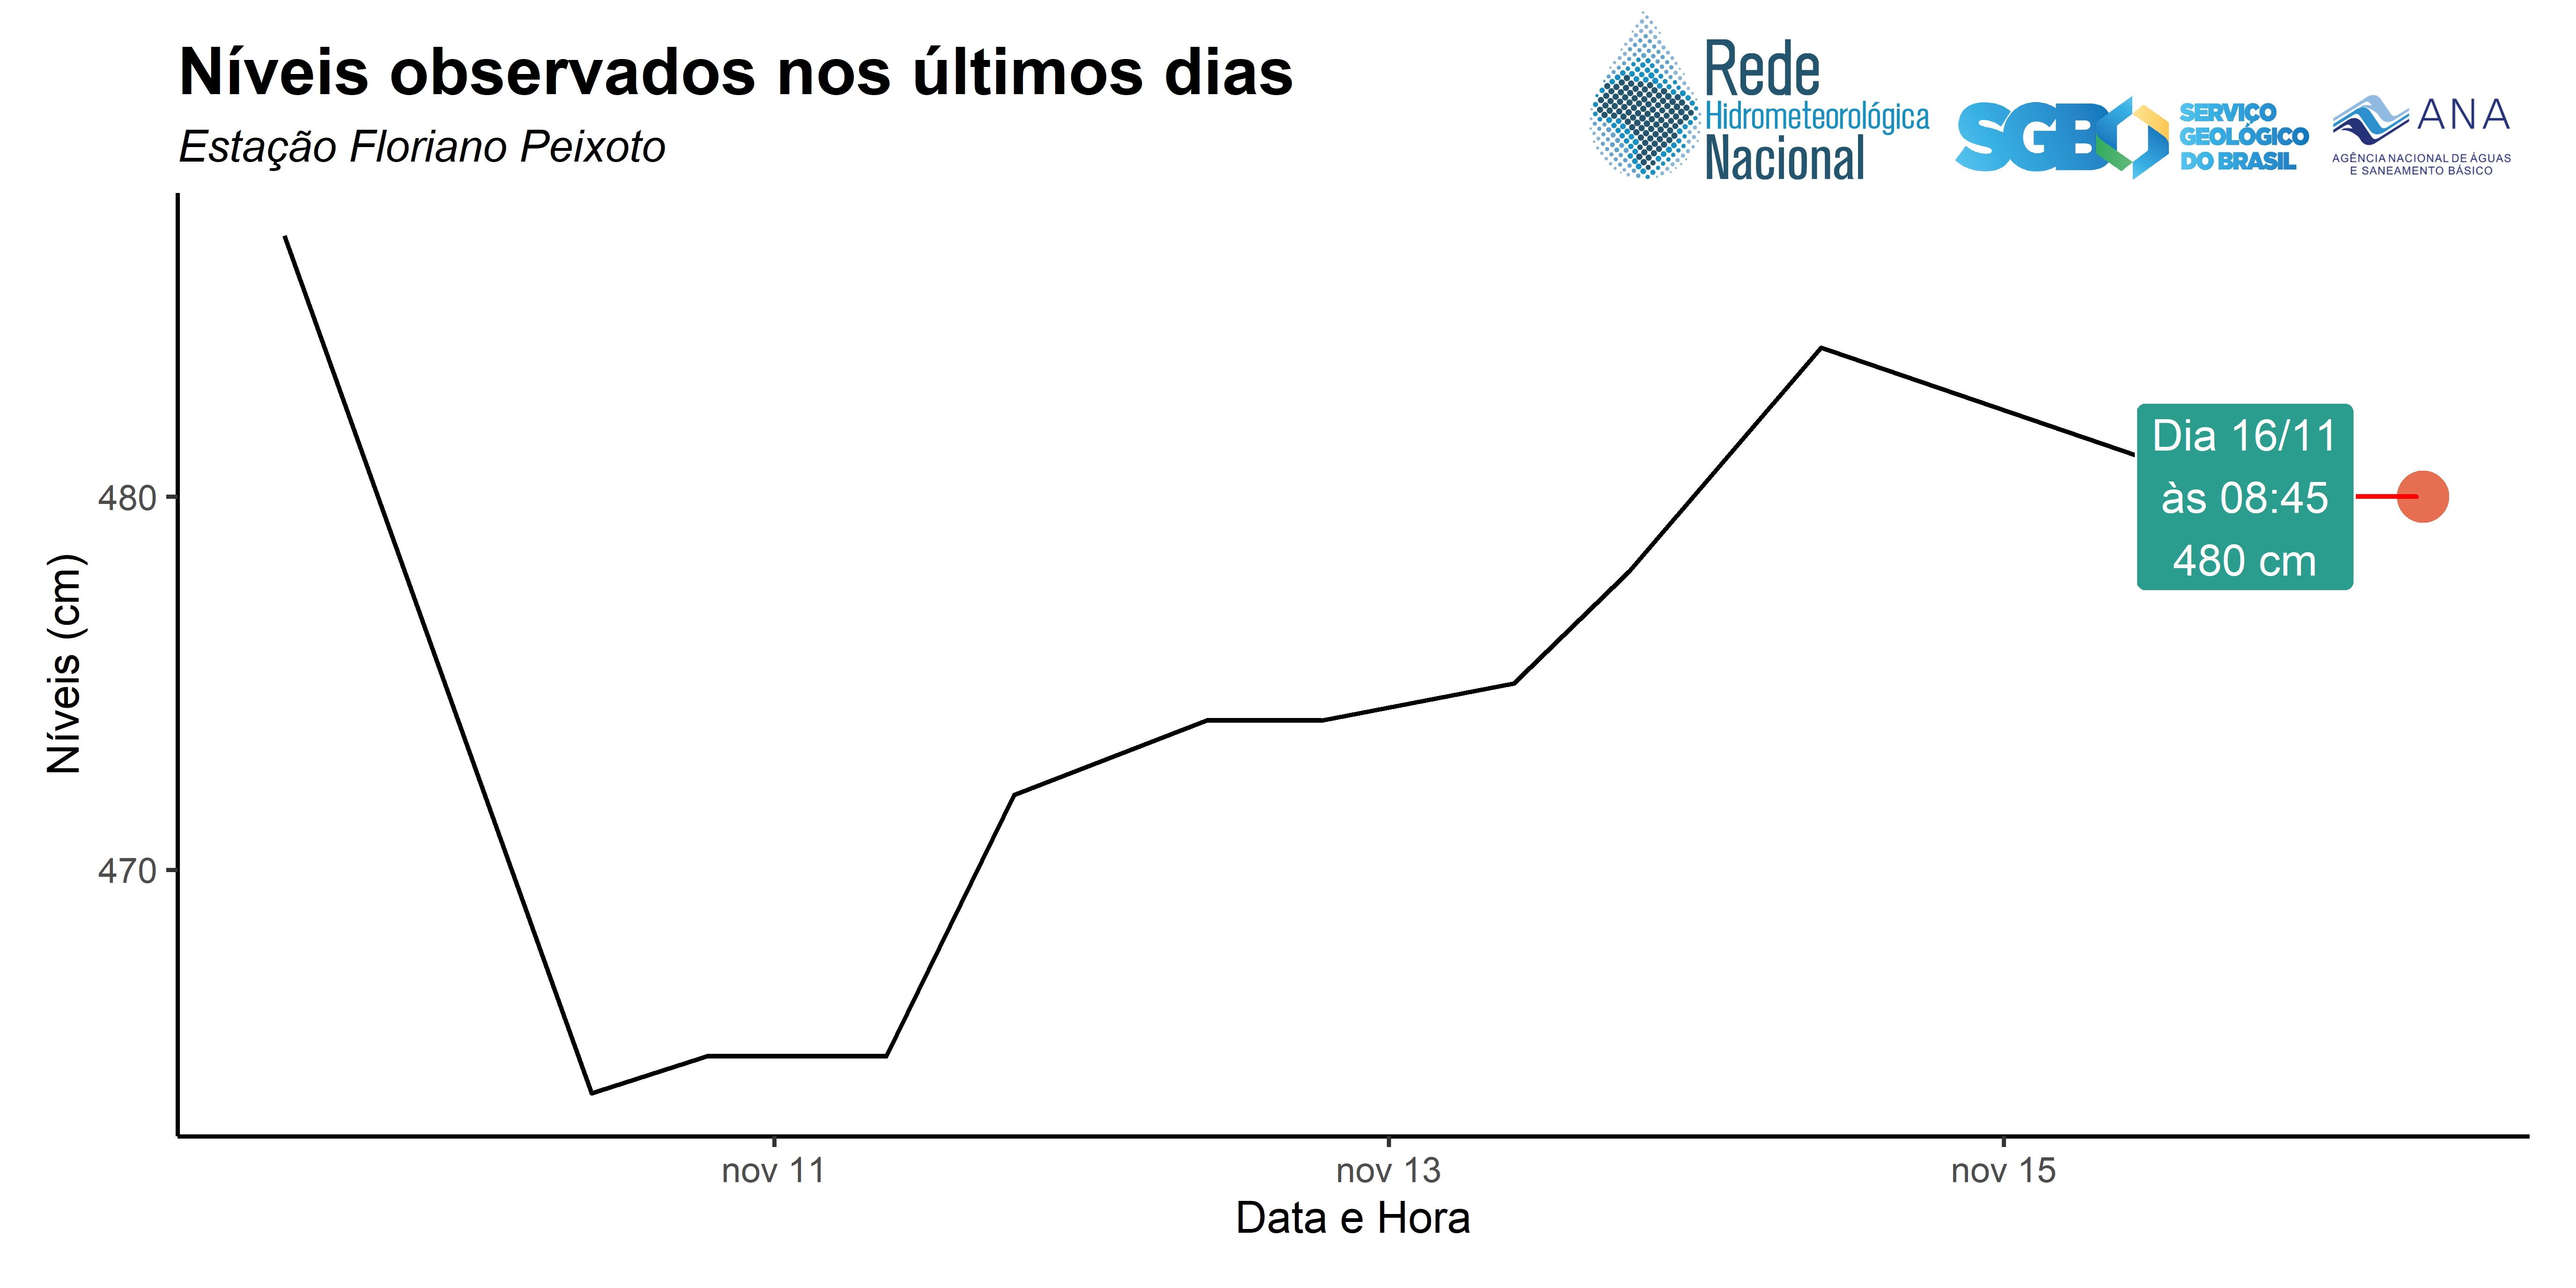 Níveis observados nos últimos dias
Estação Floriano Peixoto
Rede
Hidrometeorológica
Nacional
SGB
SERVIÇO
GEOLÓGICO
DO BRASIL
ANA
AGÊNCIA NACIONAL DE ÁGUAS
E SANEAMENTO BÁSICO
Níveis (cm)
480
470
Dia 16/11
às 08:45
480 cm
nov 11
nov 13
nov 15
Data e Hora